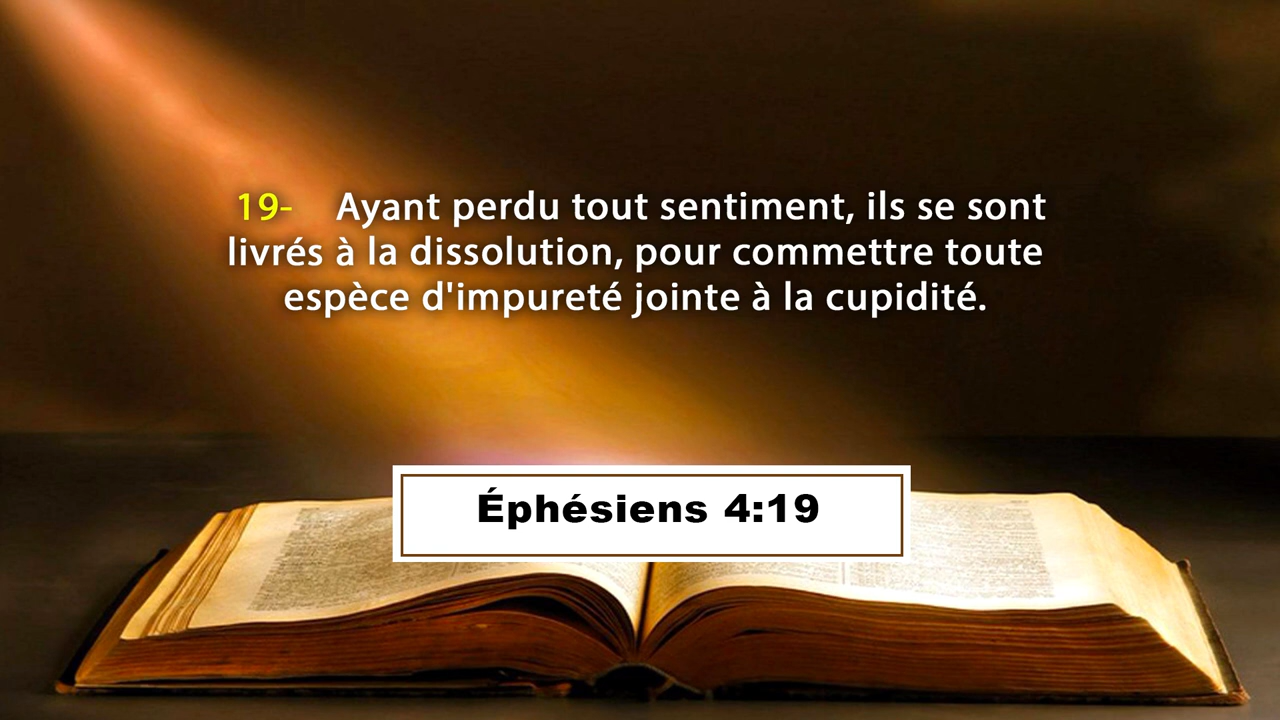 19- Ayant perdu tout sentiment, ils se sont
livrés à la dissolution, pour commettre toute
espèce d'impureté jointe à la cupidité.
Éphésiens 4:19